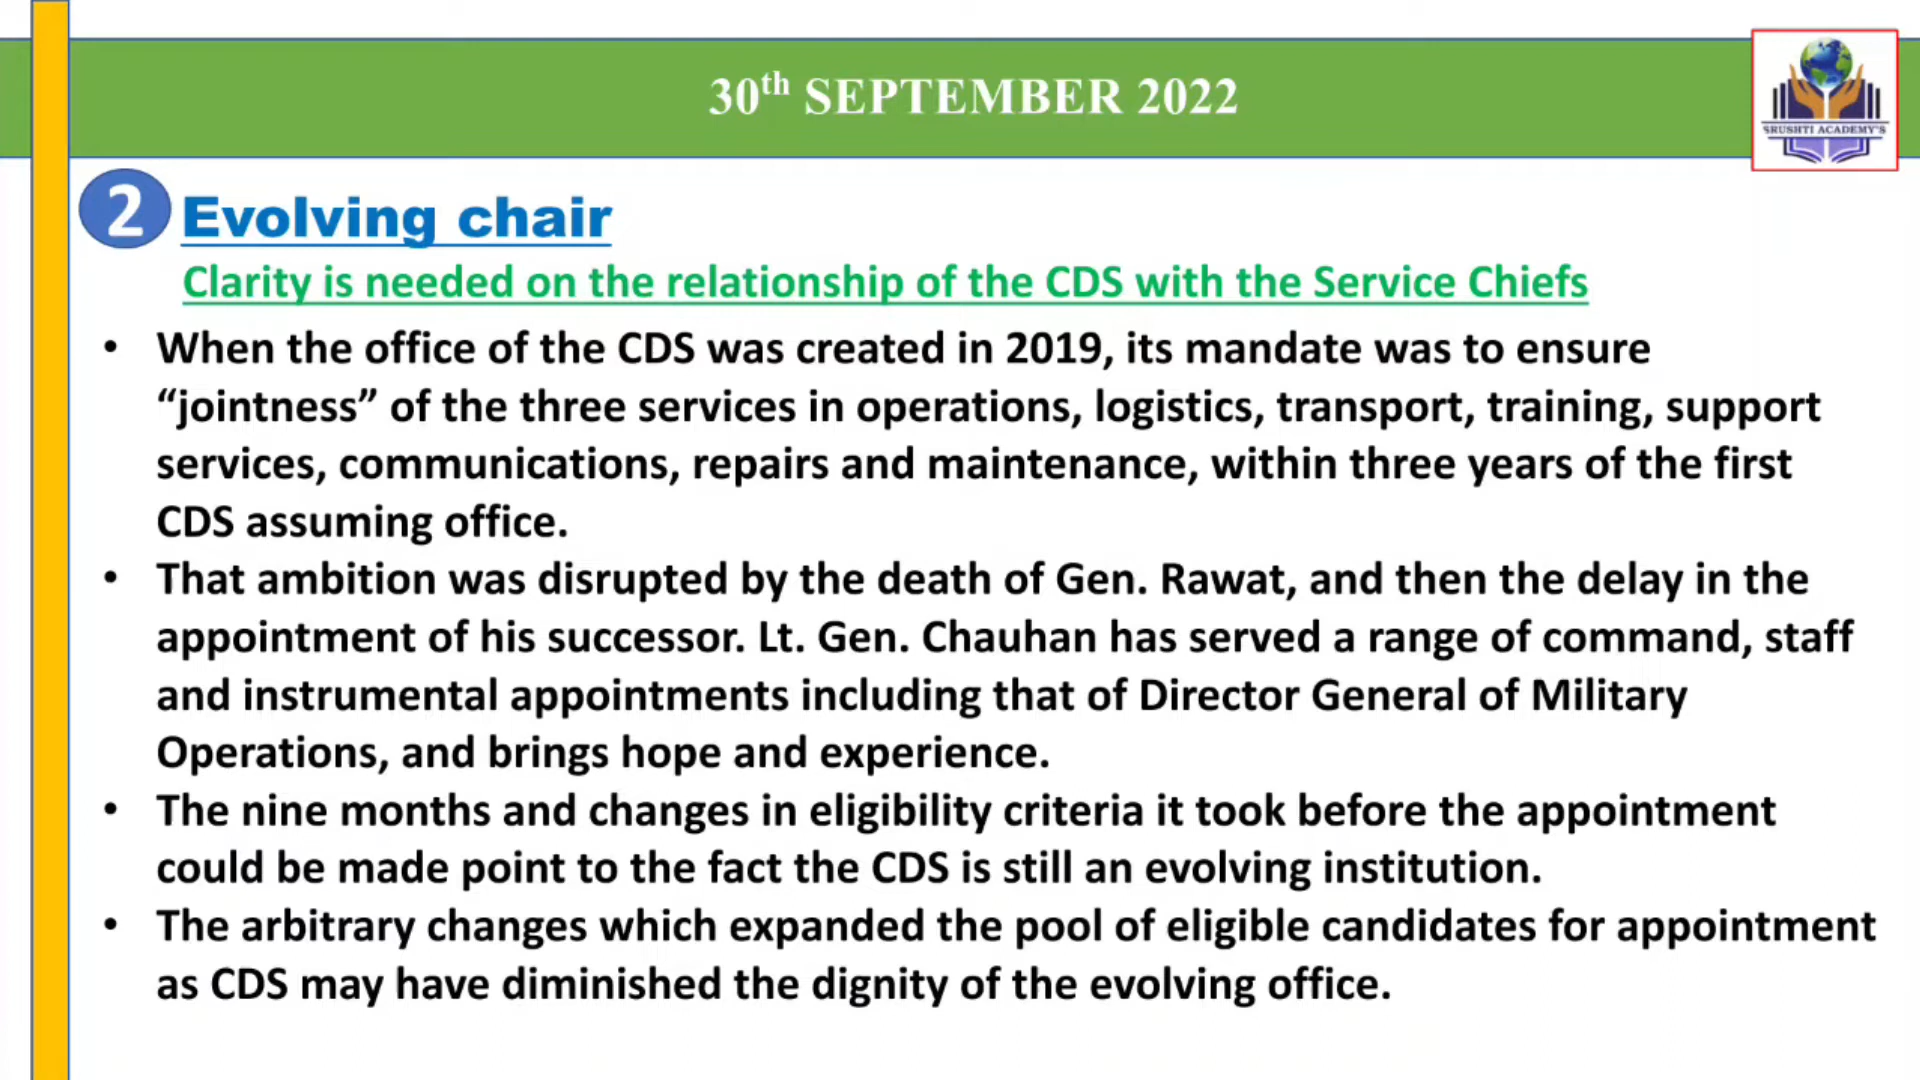 30th SEPTEMBER 2022
SRUSHTI ACADEMY'S
2 Evolving chair
Clarity is needed on the relationship of the CDS with the Service Chiefs
• When the office of the CDS was created in 2019, its mandate was to ensure
“jointness” of the three services in operations, logistics, transport, training, support
services, communications, repairs and maintenance, within three years of the first
CDS assuming office.
• That ambition was disrupted by the death of Gen. Rawat, and then the delay in the
appointment of his successor. Lt. Gen. Chauhan has served a range of command, staff
and instrumental appointments including that of Director General of Military
Operations, and brings hope and experience.
• The nine months and changes in eligibility criteria it took before the appointment
could be made point to the fact the CDS is still an evolving institution.
• The arbitrary changes which expanded the pool of eligible candidates for appointment
as CDS may have diminished the dignity of the evolving office.